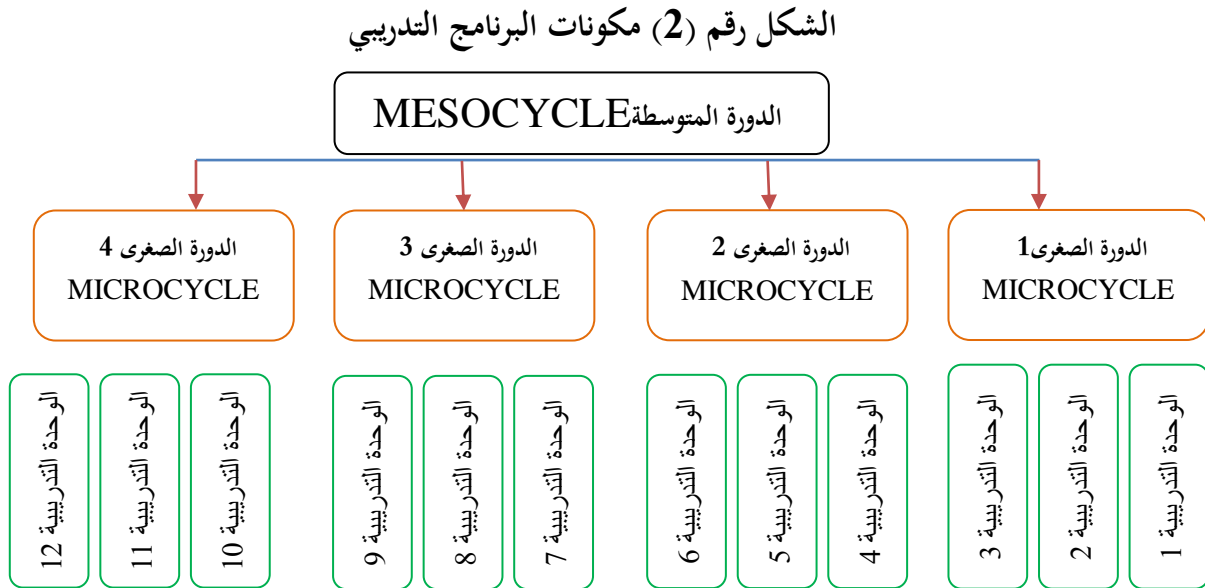 الشكل رقم (2) مكونات البرنامج التدريبي
الدورة المتوسطةMESOCYCLE
الدورة الصغرى1
MICROCYCLE
الدورة الصغرى 2
MICROCYCLE
الدورة الصغرى 3
MICROCYCLE
الدورة الصغرى 4
MICROCYCLE
الوحدة التدريبية 1
الوحدة التدريبية 2
الوحدة التدريبية 3
الوحدة التدريبية 4
الوحدة التدريبية 5
الوحدة التدريبية 6
الوحدة التدريبية 7
الوحدة التدريبية 8
الوحدة التدريبية 9
الوحدة التدريبية 10
الوحدة التدريبية 11
الوحدة التدريبية 12